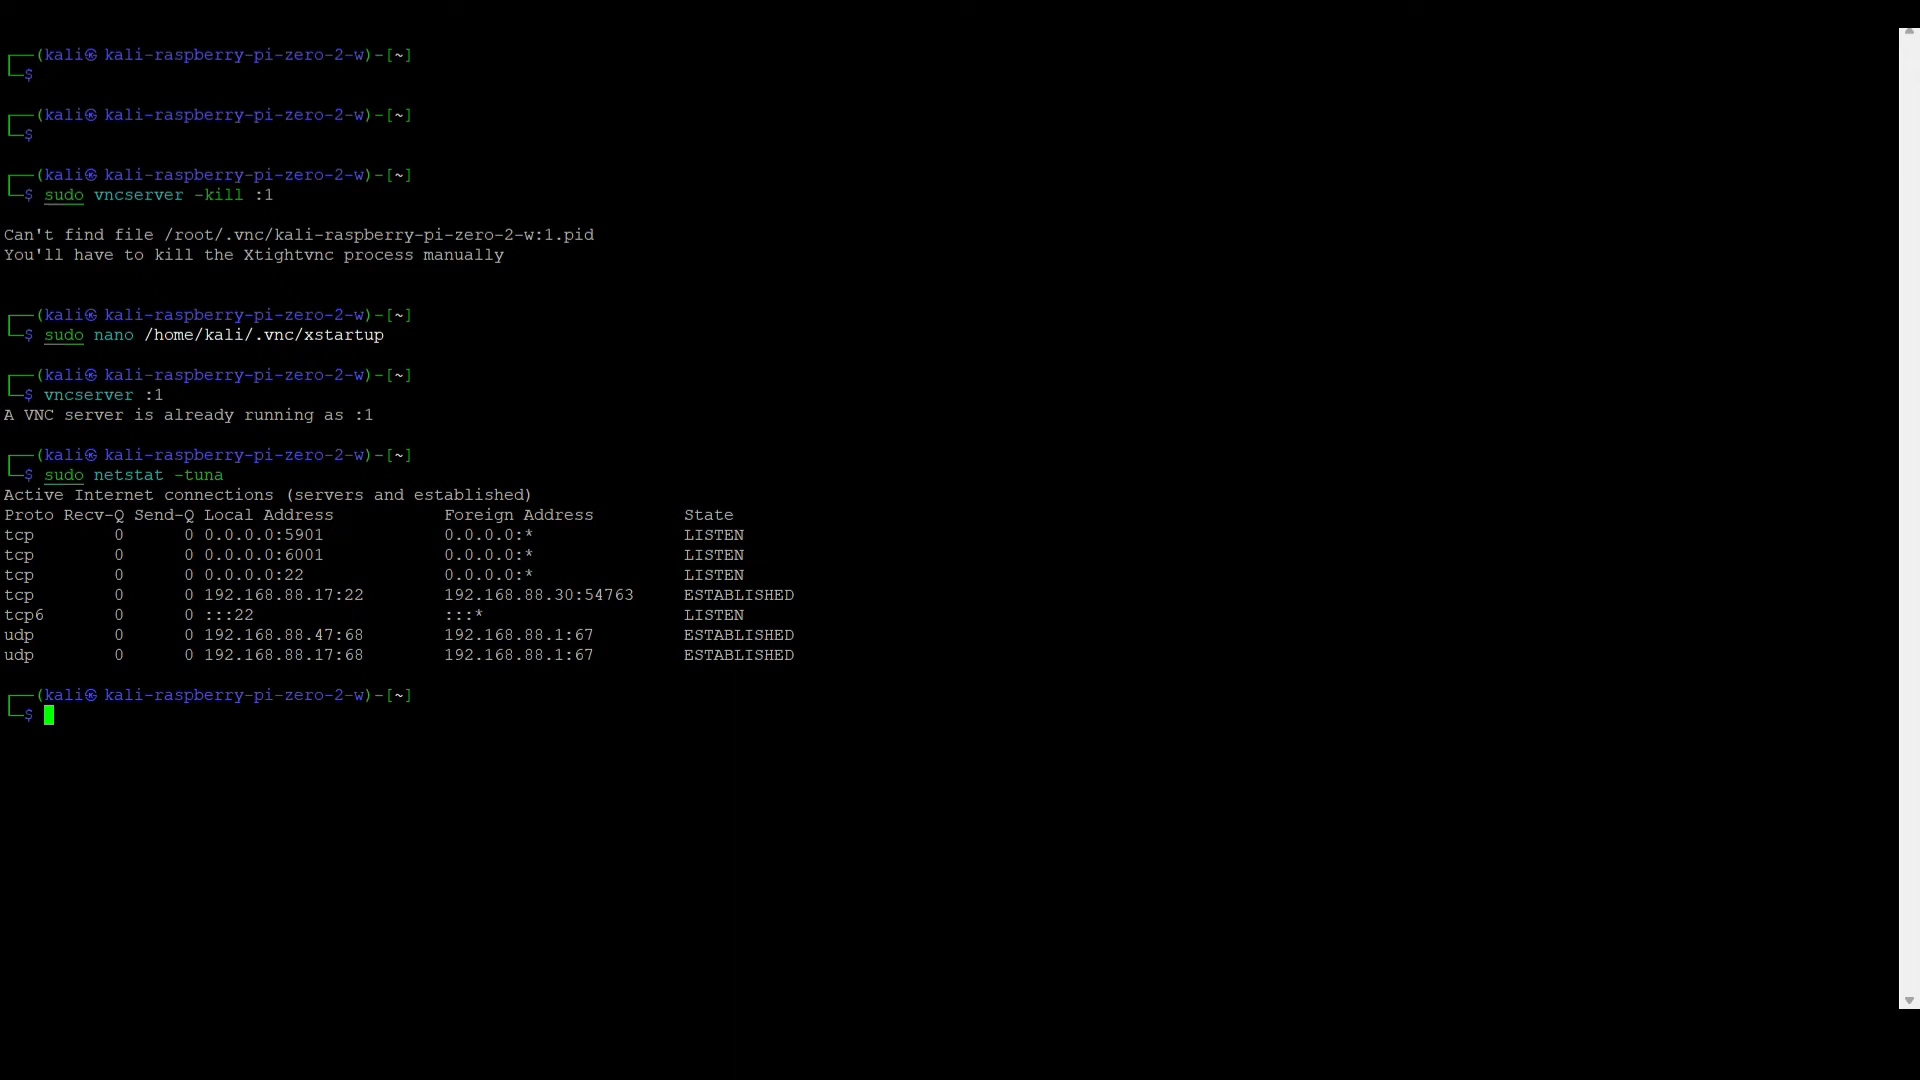 ┌──(kali㉿kali-raspberry-pi-zero-2-w)-[~]
└─$
┌──(kali㉿kali-raspberry-pi-zero-2-w)-[~]
└─$
┌──(kali㉿kali-raspberry-pi-zero-2-w)-[~]
└─$ sudo vncserver -kill :1
Can't find file /root/.vnc/kali-raspberry-pi-zero-2-w:1.pid
You'll have to kill the Xtightvnc process manually
┌──(kali㉿kali-raspberry-pi-zero-2-w)-[~]
└─$ sudo nano /home/kali/.vnc/xstartup
┌──(kali㉿kali-raspberry-pi-zero-2-w)-[~]
└─$ vncserver :1
A VNC server is already running as :1
┌──(kali㉿kali-raspberry-pi-zero-2-w)-[~]
└─$ sudo netstat -tuna
Active Internet connections (servers and established)
Proto Recv-Q Send-Q Local Address           Foreign Address         State
tcp        0      0 0.0.0.0:5901            0.0.0.0:*               LISTEN
tcp        0      0 0.0.0.0:6001            0.0.0.0:*               LISTEN
tcp        0      0 0.0.0.0:22              0.0.0.0:*               LISTEN
tcp        0      0 192.168.88.17:22        192.168.88.30:54763     ESTABLISHED
tcp6       0      0 :::22                   :::*                    LISTEN
udp        0      0 192.168.88.47:68        192.168.88.1:67         ESTABLISHED
udp        0      0 192.168.88.17:68        192.168.88.1:67         ESTABLISHED
┌──(kali㉿kali-raspberry-pi-zero-2-w)-[~]
└─$